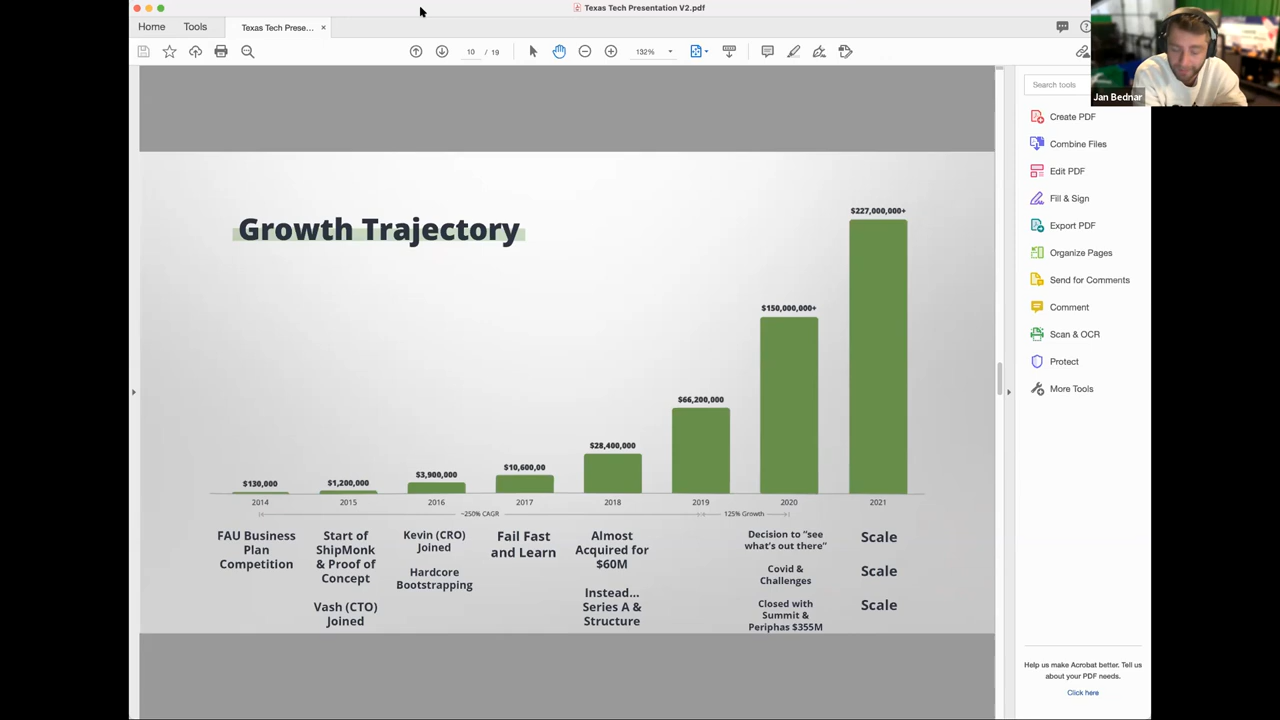 Texas Tech Presentation V2.pdf
Home
Tools
Texas Tech Prese...
×
10 / 19
132%
Jan Bednar
Search tools
Create PDF
Combine Files
Edit PDF
Fill & Sign
Export PDF
Organize Pages
Send for Comments
Comment
Scan & OCR
Protect
More Tools
Help us make Acrobat better. Tell us
about your PDF needs.
Click here
Growth Trajectory
$227,000,000+
$150,000,000+
$66,200,000
$28,400,000
$10,600,00
$3,900,000
$1,200,000
$130,000
2014 2015 2016 2017 2018 2019 2020 2021
~250% CAGR
125% Growth
FAU Business
Plan
Competition
Start of
ShipMonk
& Proof of
Concept
Vash (CTO)
Joined
Kevin (CRO)
Joined
Hardcore
Bootstrapping
Fail Fast
and Learn
Almost
Acquired for
$60M
Instead...
Series A &
Structure
Decision to "see
what's out there"
Covid &
Challenges
Closed with
Summit &
Periphas $355M
Scale
Scale
Scale